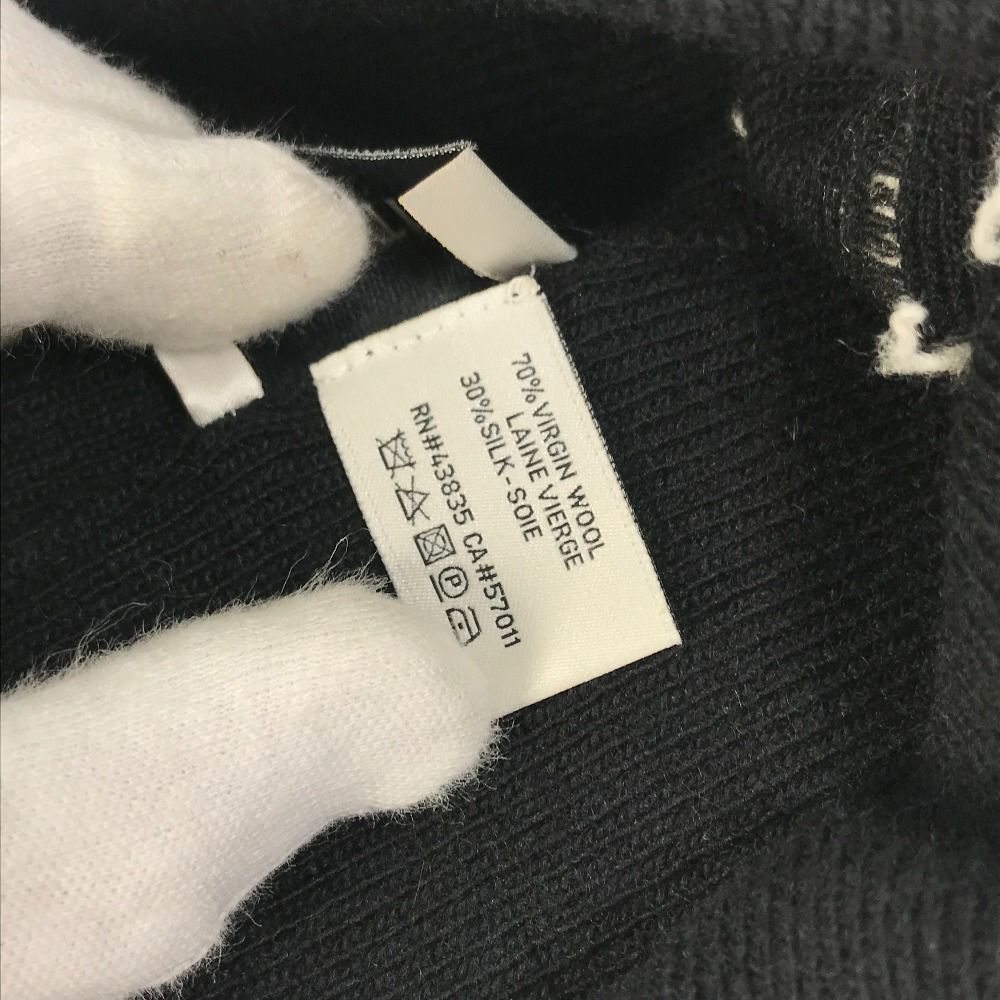 70% VIRGIN WOOL
LAINE VIERGE
30% SILK-SOIE
RN#43835 CA#57011
P